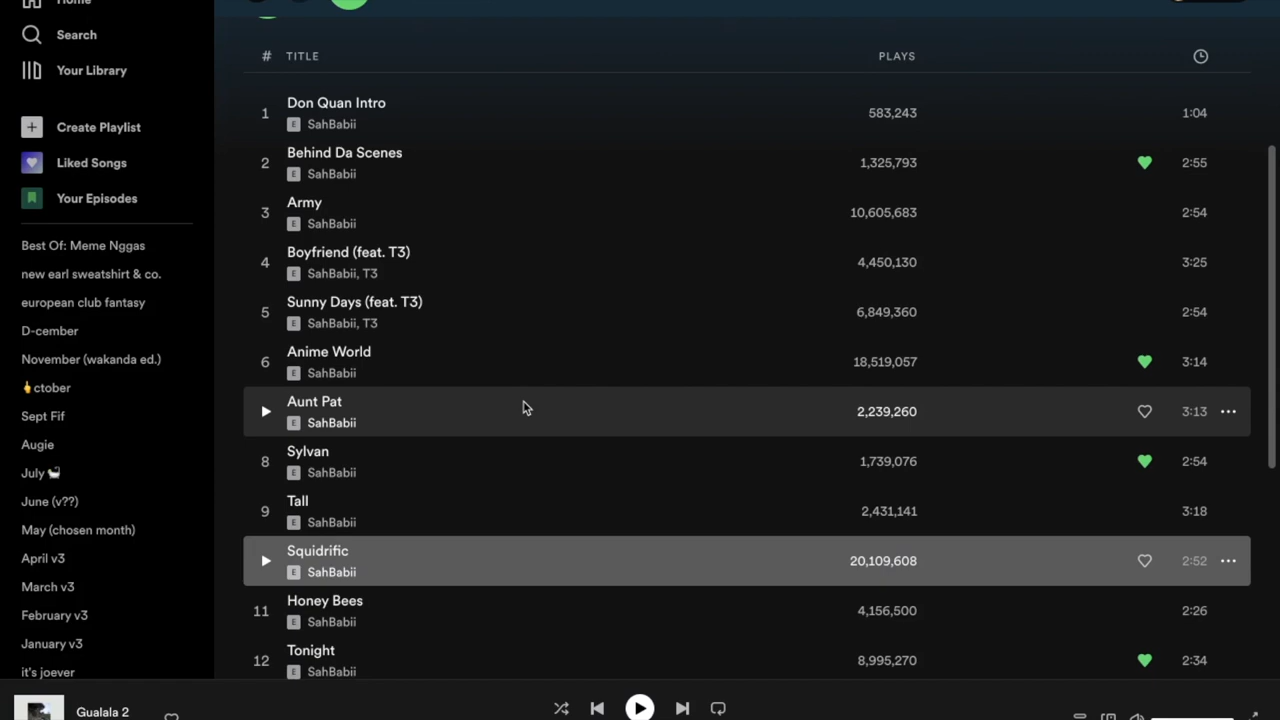 Home
Search
Your Library
Create Playlist
Liked Songs
Your Episodes
Best Of: Meme Nggas
new earl sweatshirt & co.
european club fantasy
D-cember
November (wakanda ed.)
🖕ctober
Sept Fif
Augie
July 🛀
June (v??)
May (chosen month)
April v3
March v3
February v3
January v3
it's joever
# TITLE PLAYS
1 Don Quan Intro 583,243 1:04
E SahBabii
2 Behind Da Scenes 1,325,793 2:55
E SahBabii
3 Army 10,605,683 2:54
E SahBabii
4 Boyfriend (feat. T3) 4,450,130 3:25
E SahBabii, T3
5 Sunny Days (feat. T3) 6,849,360 2:54
E SahBabii, T3
6 Anime World 18,519,057 3:14
E SahBabii
Aunt Pat 2,239,260 3:13
E SahBabii
8 Sylvan 1,739,076 2:54
E SahBabii
9 Tall 2,431,141 3:18
E SahBabii
Squidrific 20,109,608 2:52
E SahBabii
11 Honey Bees 4,156,500 2:26
E SahBabii
12 Tonight 8,995,270 2:34
E SahBabii
Gualala 2